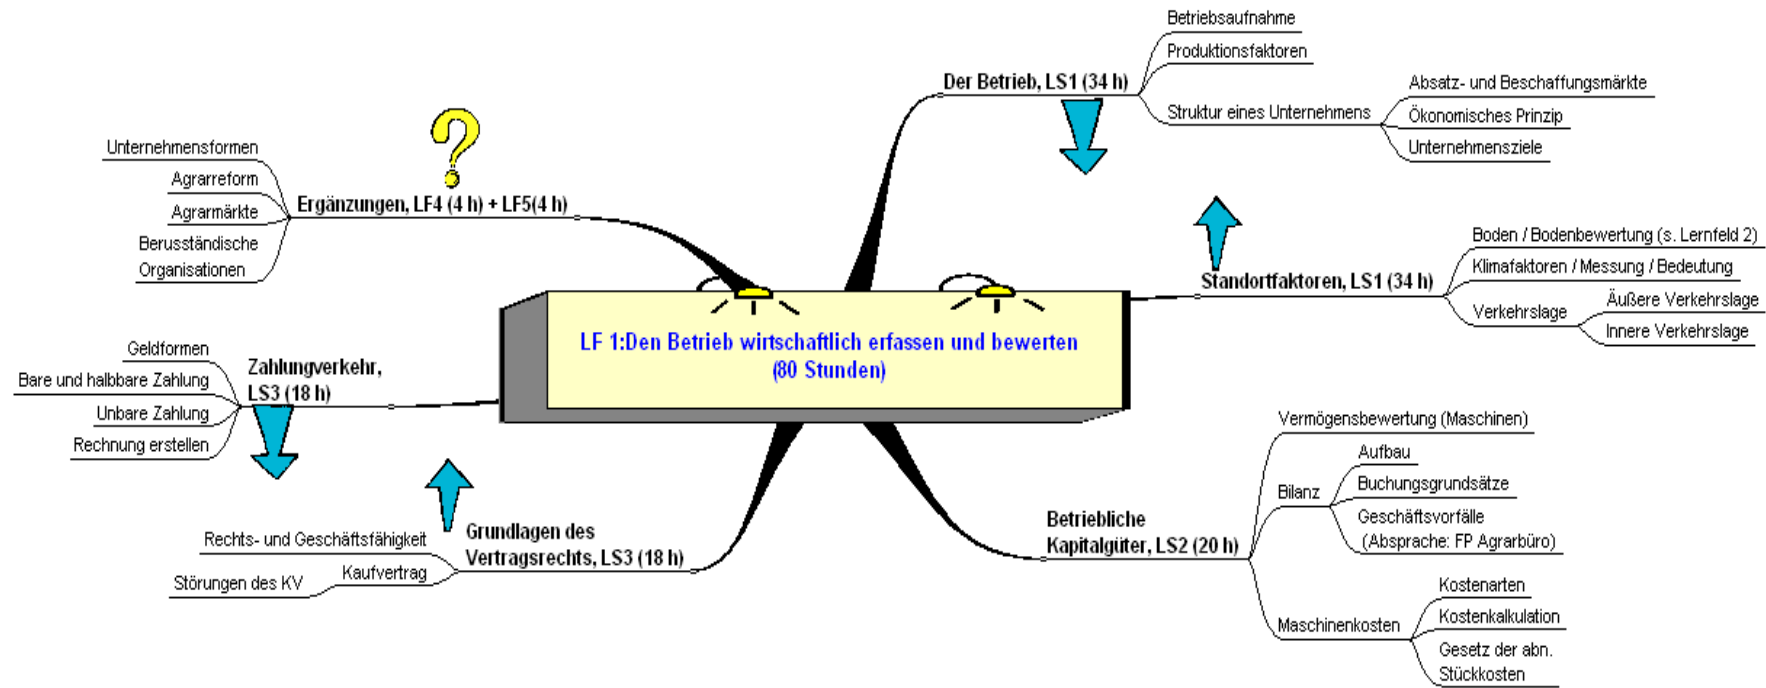 LF 1:Den Betrieb wirtschaftlich erfassen und bewerten
(80 Stunden)
Der Betrieb, LS1 (34 h)
Betriebsaufnahme
Produktionsfaktoren
Struktur eines Unternehmens
Absatz- und Beschaffungsmärkte
Ökonomisches Prinzip
Unternehmensziele
Standortfaktoren, LS1 (34 h)
Boden / Bodenbewertung (s. Lernfeld 2)
Klimafaktoren / Messung / Bedeutung
Verkehrslage
Äußere Verkehrslage
Innere Verkehrslage
Betriebliche
Kapitalgüter, LS2 (20 h)
Vermögensbewertung (Maschinen)
Bilanz
Aufbau
Buchungsgrundsätze
Geschäftsvorfälle
(Absprache: FP Agrarbüro)
Maschinenkosten
Kostenarten
Kostenkalkulation
Gesetz der abn.
Stückkosten
Grundlagen des
Vertragsrechts, LS3 (18 h)
Rechts- und Geschäftsfähigkeit
Kaufvertrag
Störungen des KV
Zahlungverkehr,
LS3 (18 h)
Geldformen
Bare und halbbare Zahlung
Unbare Zahlung
Rechnung erstellen
Ergänzungen, LF4 (4 h) + LF5(4 h)
Unternehmensformen
Agrarreform
Agrarmärkte
Berusständische
Organisationen
?